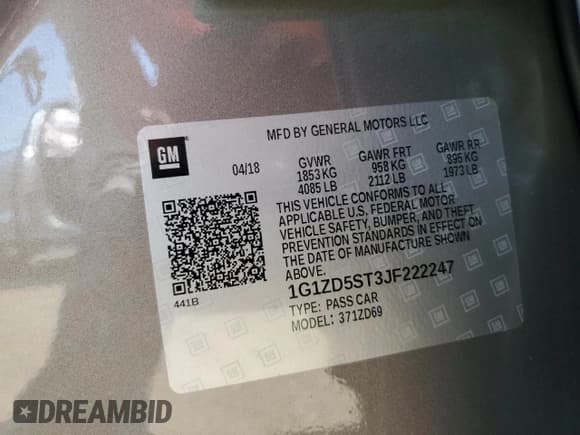 MFD BY GENERAL MOTORS LLC
GM
04/18
GVWR GAWR FRT GAWR RR
1853 KG 958 KG 895 KG
4085 LB 2112 LB 1973 LB
THIS VEHICLE CONFORMS TO ALL
APPLICABLE U.S. FEDERAL MOTOR
VEHICLE SAFETY, BUMPER, AND THEFT
PREVENTION STANDARDS IN EFFECT ON
THE DATE OF MANUFACTURE SHOWN
ABOVE.
441B
1G1ZD5ST3JF222247
TYPE: PASS CAR
MODEL: 371ZD69
DREAMBID